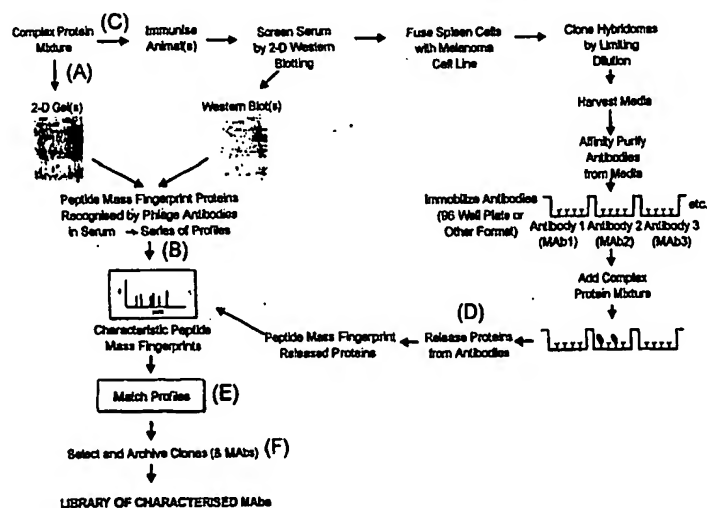 Complex Protein
Mixture
(C)
Immunise
Animal(s)
Screen Serum
by 2-D Western
Blotting
Fuse Spleen Cells
with Melanoma
Cell Line
Clone Hybridomas
by Limiting
Dilution
(A)
2-D Gel(s)
Western Blot(s)
Harvest Media
Affinity Purify
Antibodies
from Media
Peptide Mass Fingerprint Proteins
Recognised by Phlage Antibodies
in Serum → Series of Profiles
Immobilize Antibodies
(96 Well Plate or
Other Format)
etc.
Antibody 1 Antibody 2 Antibody 3
(MAb1) (MAb2) (MAb3)
(B)
Add Complex
Protein Mixture
Characteristic Peptide
Mass Fingerprints
(D)
Peptide Mass Fingerprint
Released Proteins
Release Proteins
from Antibodies
Match Profiles
(E)
Select and Archive Clones (& MAbs)
(F)
LIBRARY OF CHARACTERISED MAbs